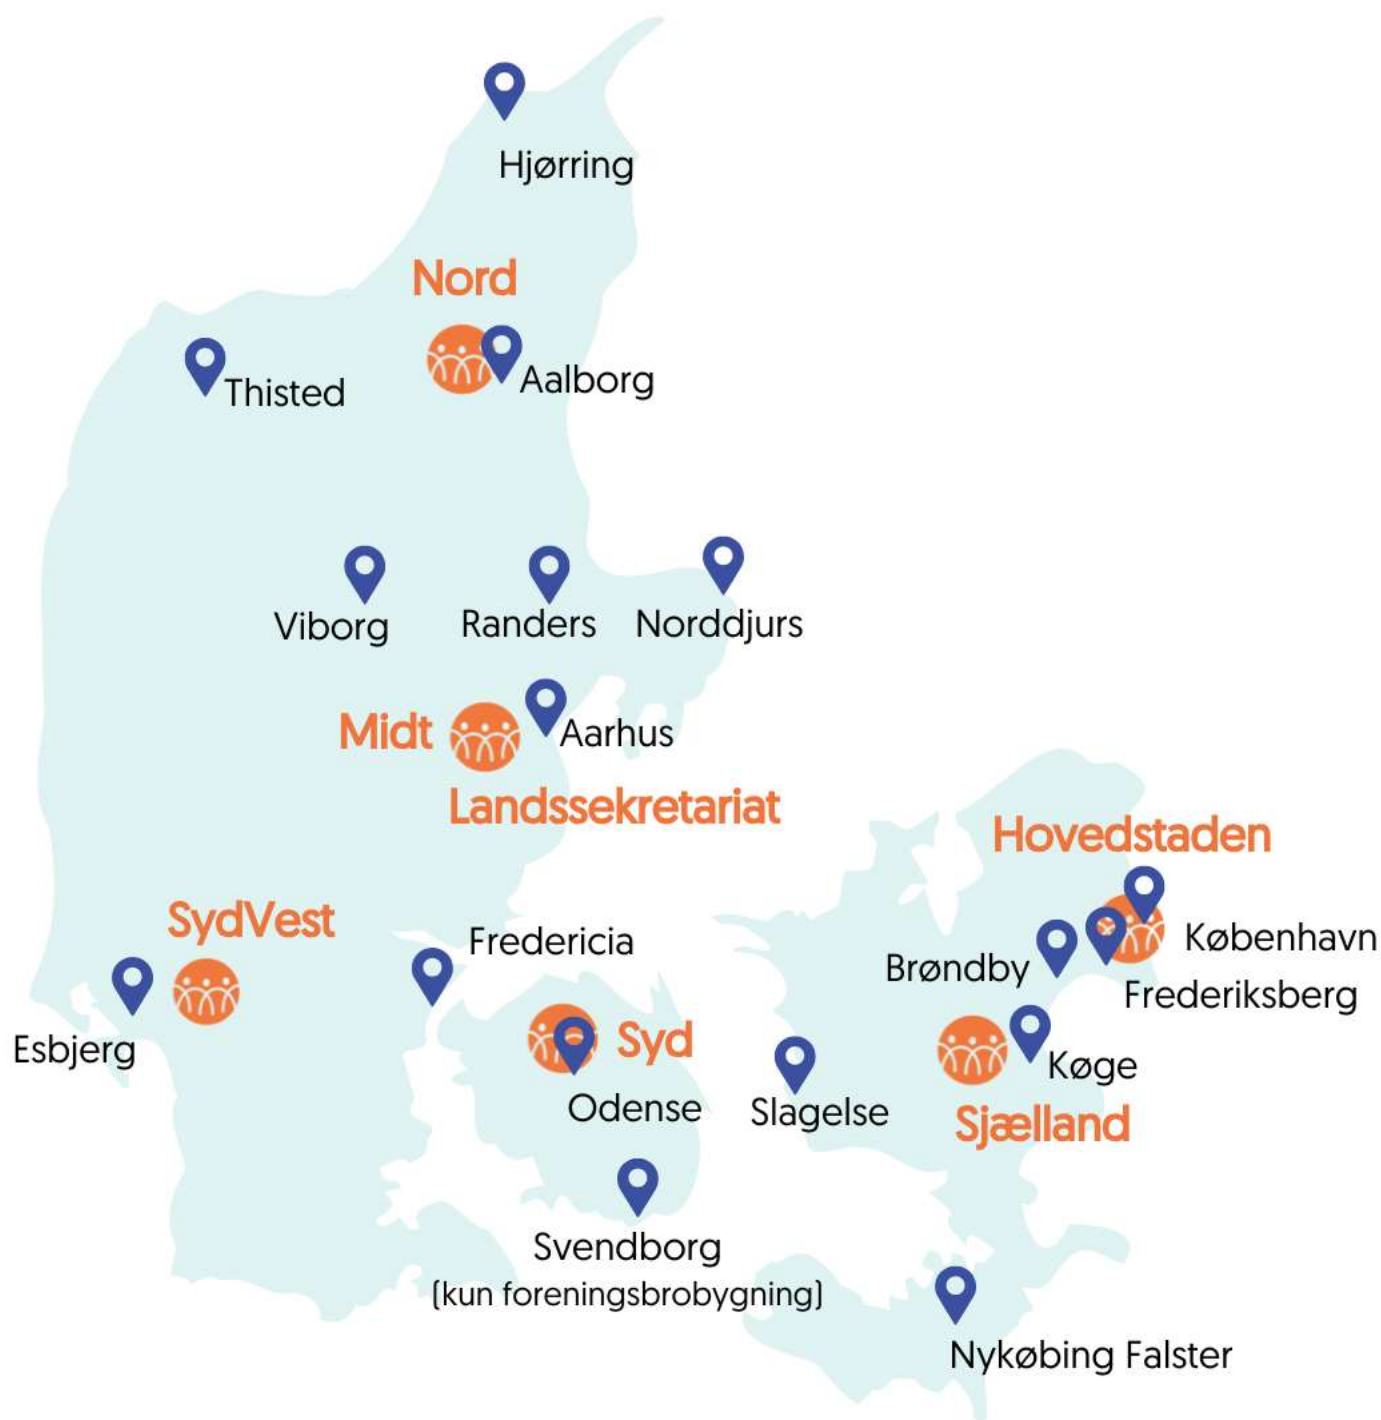 Hjørring
Nord
Aalborg
Thisted
Viborg
Randers
Norddjurs
Midt
Aarhus
Landssekretariat
Hovedstaden
SydVest
Fredericia
København
Brøndby
Frederiksberg
Esbjerg
Syd
Køge
Odense
Slagelse
Sjælland
Svendborg
(kun foreningsbrobygning)
Nykøbing Falster